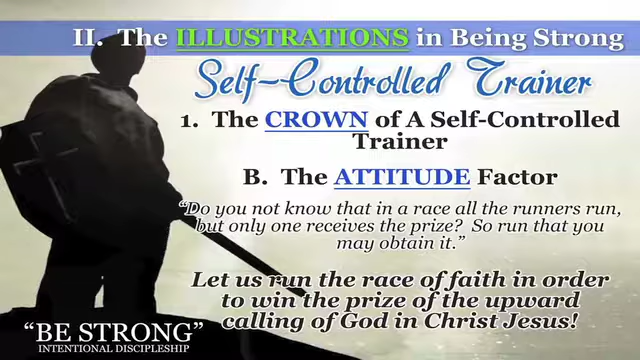 II.  The ILLUSTRATIONS in Being Strong
Self-Controlled Trainer
1.  The CROWN of A Self-Controlled
Trainer
B.  The ATTITUDE Factor
“Do you not know that in a race all the runners run,
but only one receives the prize?  So run that you
may obtain it.”
Let us run the race of faith in order
to win the prize of the upward
calling of God in Christ Jesus!
“BE STRONG”
INTENTIONAL DISCIPLESHIP